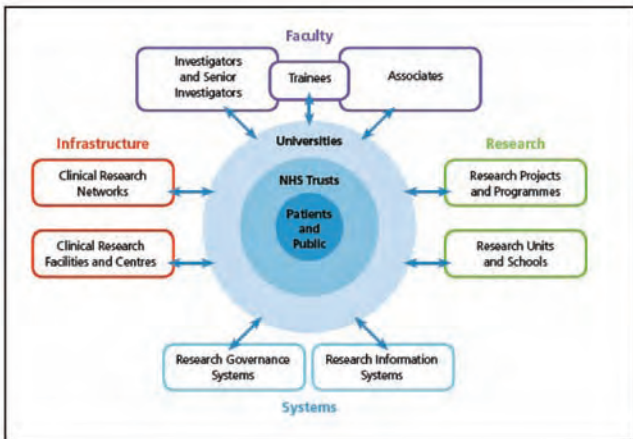 Faculty
Investigators
and Senior
Investigators
Trainees
Associates
Universities
Infrastructure
Research
NHS Trusts
Clinical Research
Networks
Research Projects
and Programmes
Patients
and
Public
Clinical Research
Facilities and Centres
Research Units
and Schools
Research Governance
Systems
Research Information
Systems
Systems